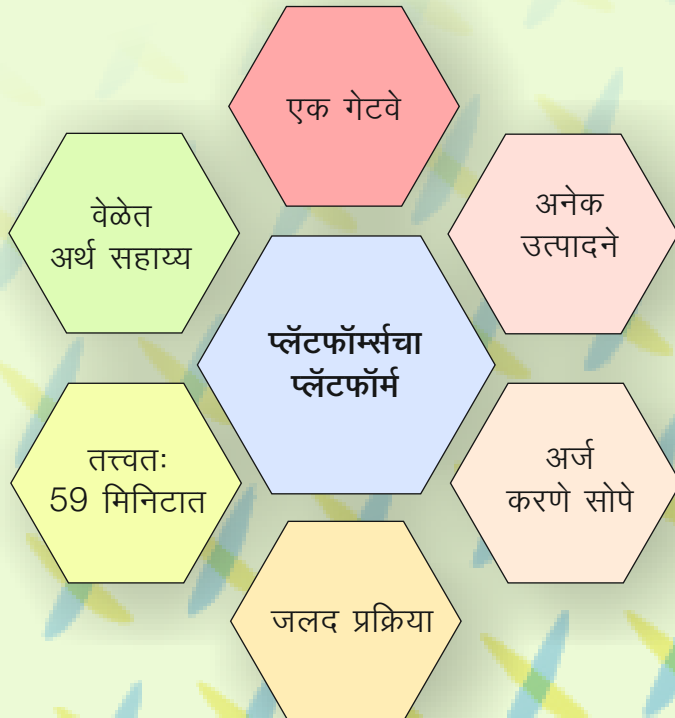 एक गेटवे
वेळेत
अर्थ सहाय्य
अनेक
उत्पादने
प्लॅटफॉर्म्सचा
प्लॅटफॉर्म
तत्त्वतः
59 मिनिटात
अर्ज
करणे सोपे
जलद प्रक्रिया